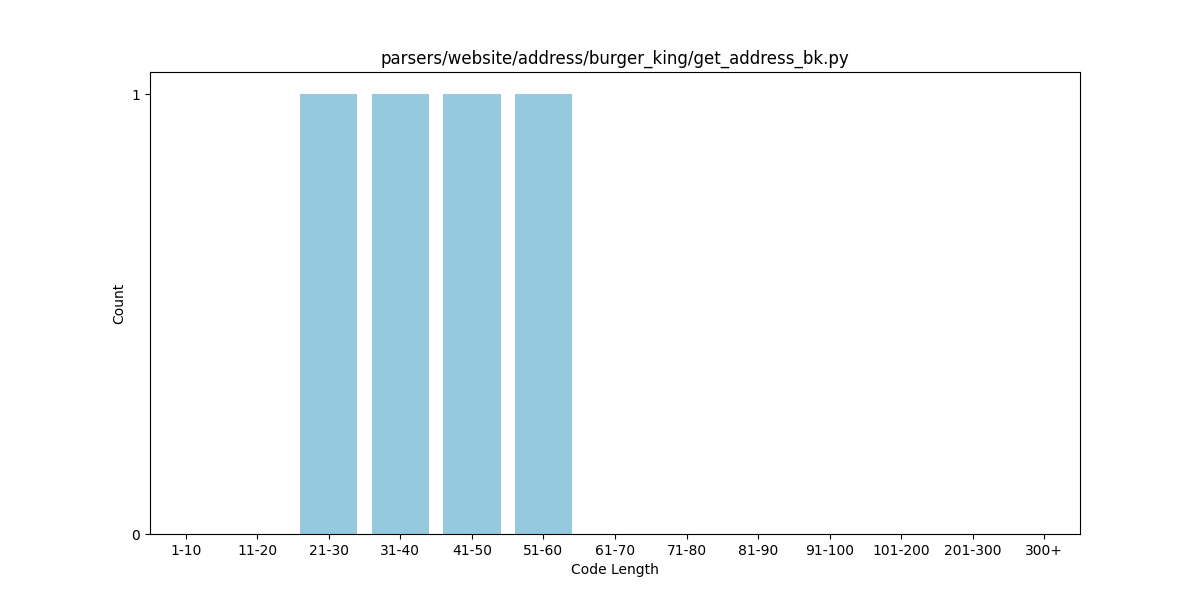 parsers/website/address/burger_king/get_address_bk.py
1
Count
0
1-10 11-20 21-30 31-40 41-50 51-60 61-70 71-80 81-90 91-100 101-200 201-300 300+
Code Length